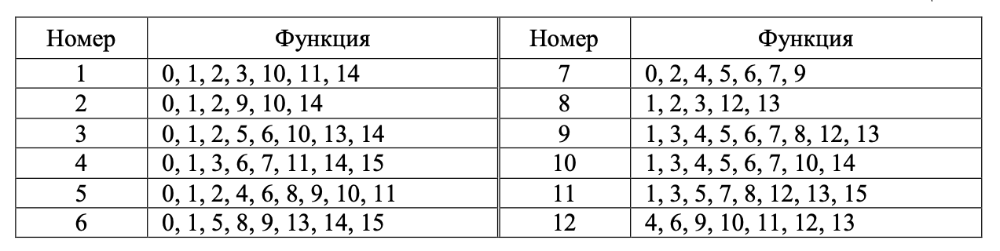 Номер Функция Номер Функция
1 0, 1, 2, 3, 10, 11, 14 7 0, 2, 4, 5, 6, 7, 9
2 0, 1, 2, 9, 10, 14 8 1, 2, 3, 12, 13
3 0, 1, 2, 5, 6, 10, 13, 14 9 1, 3, 4, 5, 6, 7, 8, 12, 13
4 0, 1, 3, 6, 7, 11, 14, 15 10 1, 3, 4, 5, 6, 7, 10, 14
5 0, 1, 2, 4, 6, 8, 9, 10, 11 11 1, 3, 5, 7, 8, 12, 13, 15
6 0, 1, 5, 8, 9, 13, 14, 15 12 4, 6, 9, 10, 11, 12, 13